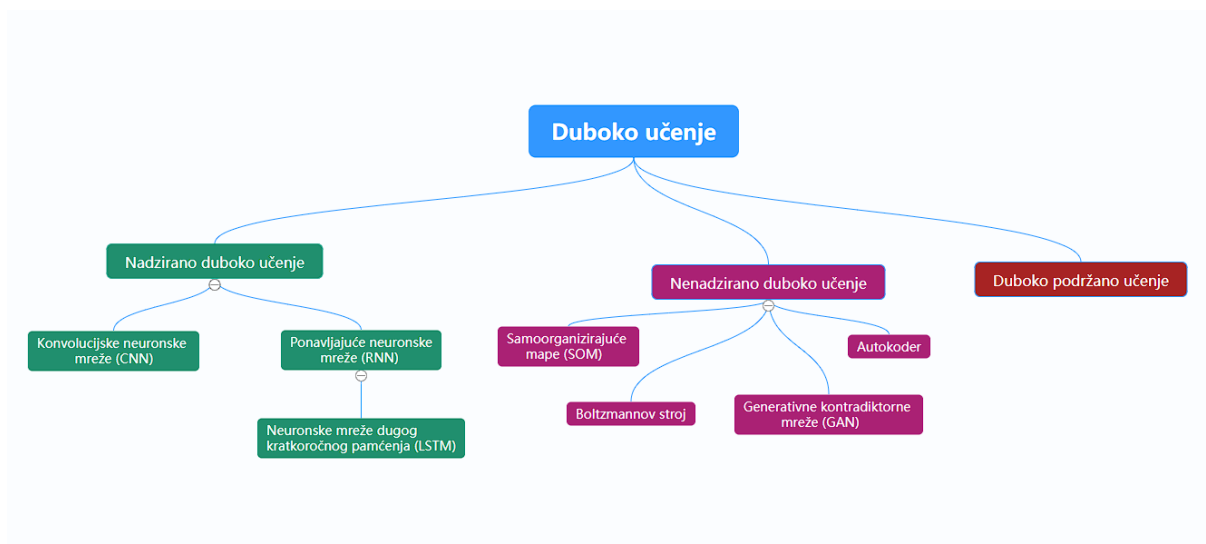 Duboko učenje
Nadzirano duboko učenje
Nenadzirano duboko učenje
Duboko podržano učenje
Konvolucijske neuronske
mreže (CNN)
Ponavljajuće neuronske
mreže (RNN)
Neuronske mreže dugog
kratkoročnog pamćenja (LSTM)
Samoorganizirajuće
mape (SOM)
Boltzmannov stroj
Generativne kontradiktorne
mreže (GAN)
Autokoder